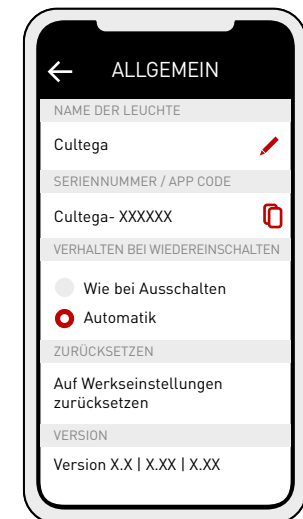 ALLGEMEIN
NAME DER LEUCHTE
Cultega
SERIENNUMMER / APP CODE
Cultega- XXXXXX
VERHALTEN BEI WIEDEREINSCHALTEN
Wie bei Ausschalten
Automatik
ZURÜCKSETZEN
Auf Werkseinstellungen
zurücksetzen
VERSION
Version X.X | X.XX | X.XX